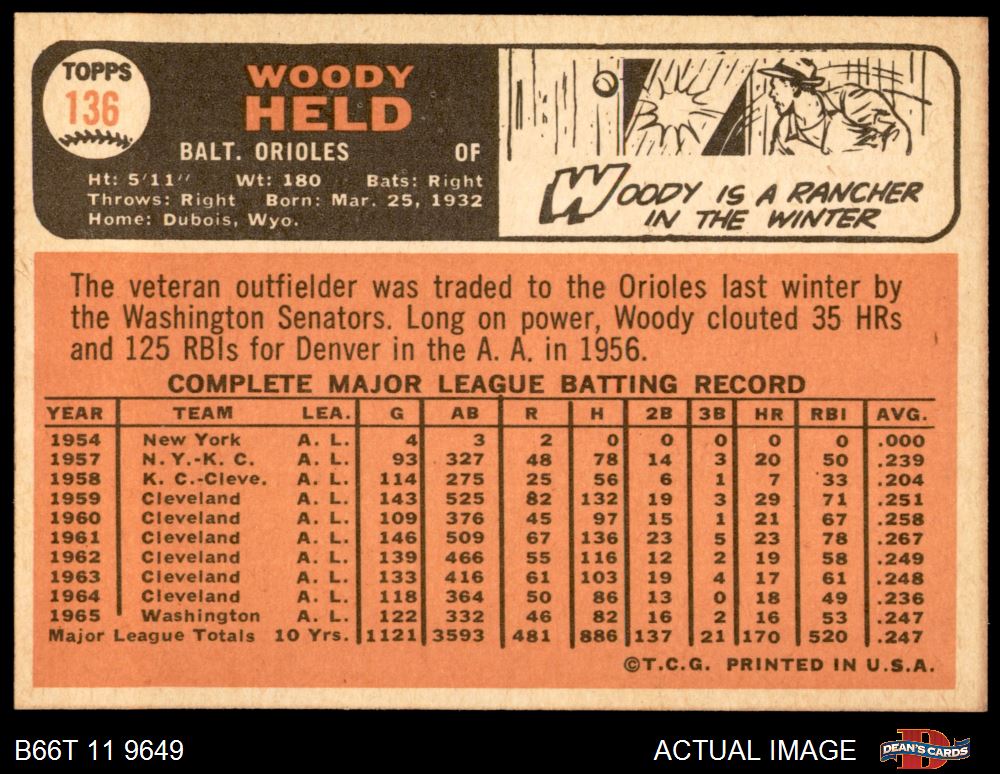 TOPPS
136
WOODY
HELD
BALT. ORIOLES OF
Ht: 5'11" Wt: 180 Bats: Right
Throws: Right Born: Mar. 25, 1932
Home: Dubois, Wyo.
WOODY IS A RANCHER
IN THE WINTER
The veteran outfielder was traded to the Orioles last winter by
the Washington Senators. Long on power, Woody clouted 35 HRs
and 125 RBIs for Denver in the A. A. in 1956.
COMPLETE MAJOR LEAGUE BATTING RECORD
YEAR TEAM LEA. G AB R H 2B 3B HR RBI AVG.
1954 New York A. L. 4 3 2 0 0 0 0 0 .000
1957 N. Y.-K. C. A. L. 93 327 48 78 14 3 20 50 .239
1958 K. C.-Cleve. A. L. 114 275 25 56 6 1 7 33 .204
1959 Cleveland A. L. 143 525 82 132 19 3 29 71 .251
1960 Cleveland A. L. 109 376 45 97 15 1 21 67 .258
1961 Cleveland A. L. 146 509 67 136 23 5 23 78 .267
1962 Cleveland A. L. 139 466 55 116 12 2 19 58 .249
1963 Cleveland A. L. 133 416 61 103 19 4 17 61 .248
1964 Cleveland A. L. 118 364 50 86 13 0 18 49 .236
1965 Washington A. L. 122 332 46 82 16 2 16 53 .247
Major League Totals 10 Yrs. 1121 3593 481 886 137 21 170 520 .247
©T.C.G. PRINTED IN U.S.A.
B66T 11 9649 ACTUAL IMAGE DEAN'S CARDS